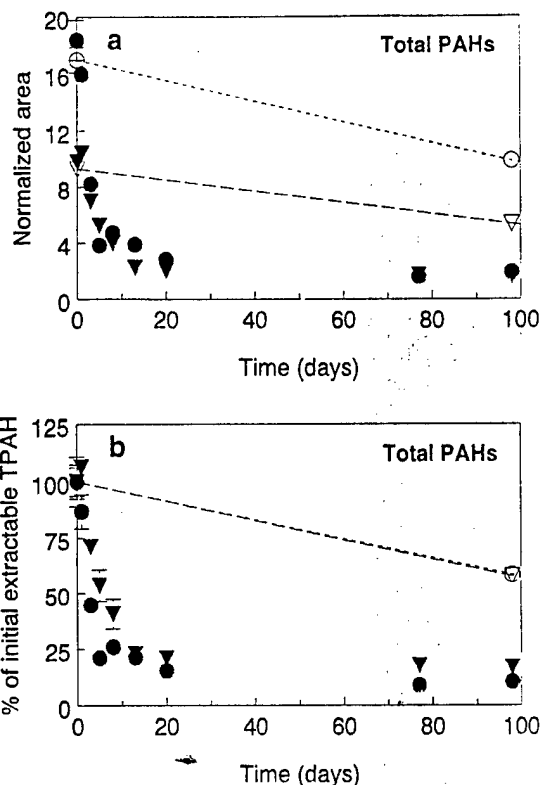 20
a
Total PAHs
16
12
8
4
0
Normalized area
0 20 40 60 80 100
Time (days)
125
b
Total PAHs
100
75
50
25
0
% of initial extractable TPAH
0 20 40 60 80 100
Time (days)